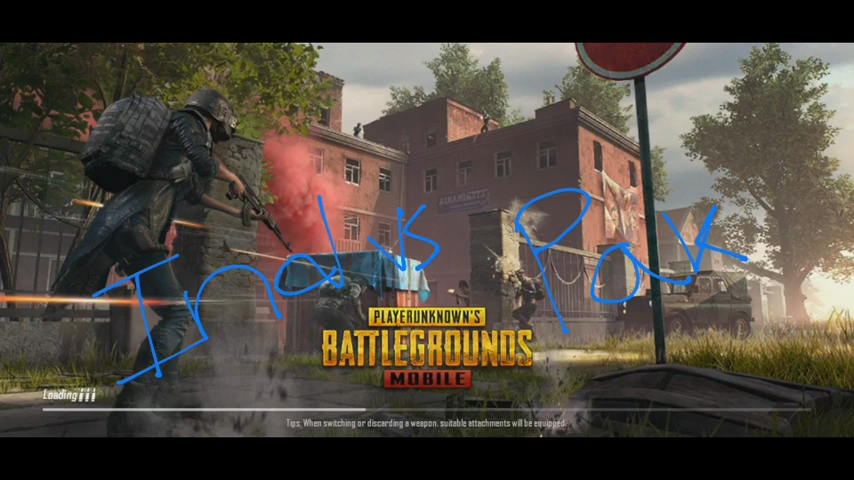 Ind vs Pak
PLAYERUNKNOWN'S
BATTLEGROUNDS
MOBILE
Loading
Tips: When switching or discarding a weapon, suitable attachments will be equipped.